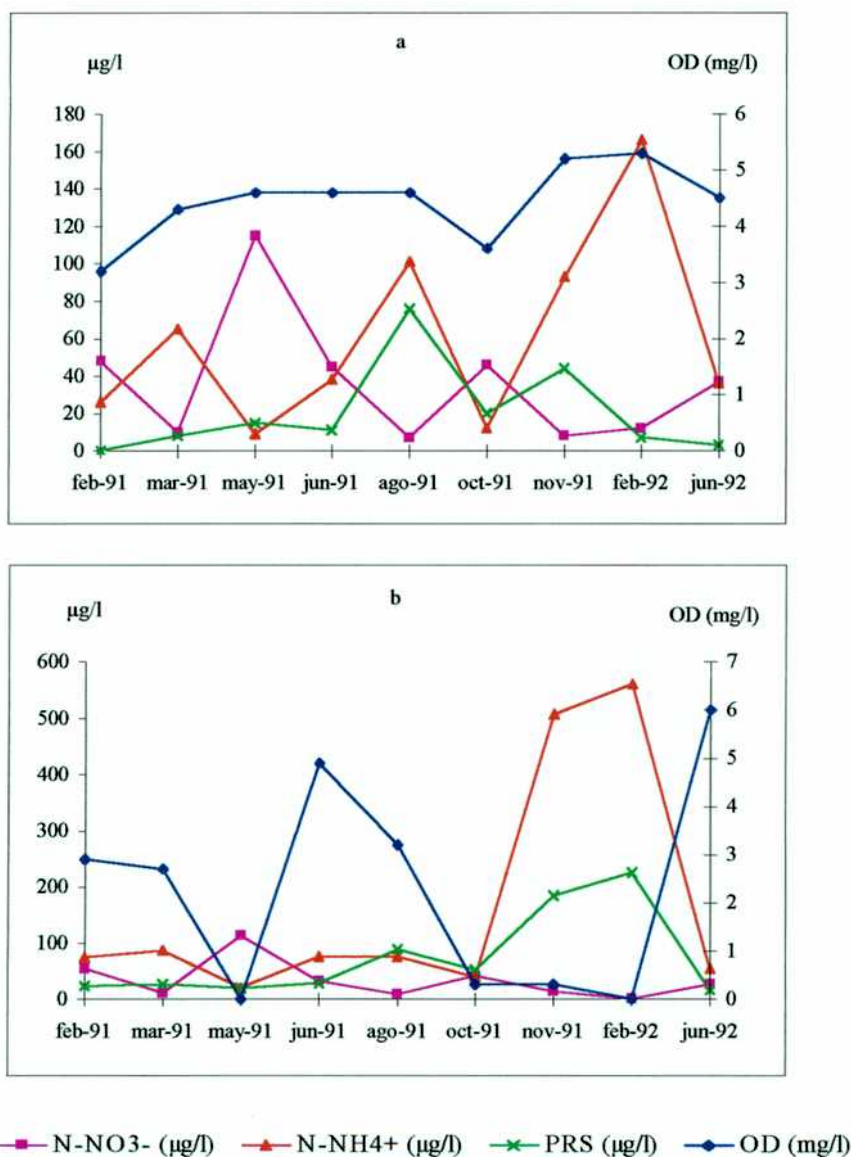 a
µg/l OD (mg/l)
180 6
160
140 5
120 4
100
80 3
60 2
40
20 1
0 0
feb-91 mar-91 may-91 jun-91 ago-91 oct-91 nov-91 feb-92 jun-92
b
µg/l OD (mg/l)
600 7
500 6
400 5
300 4
200 3
100 2
0 1
0
feb-91 mar-91 may-91 jun-91 ago-91 oct-91 nov-91 feb-92 jun-92
N-NO3- (µg/l) N-NH4+ (µg/l) PRS (µg/l) OD (mg/l)